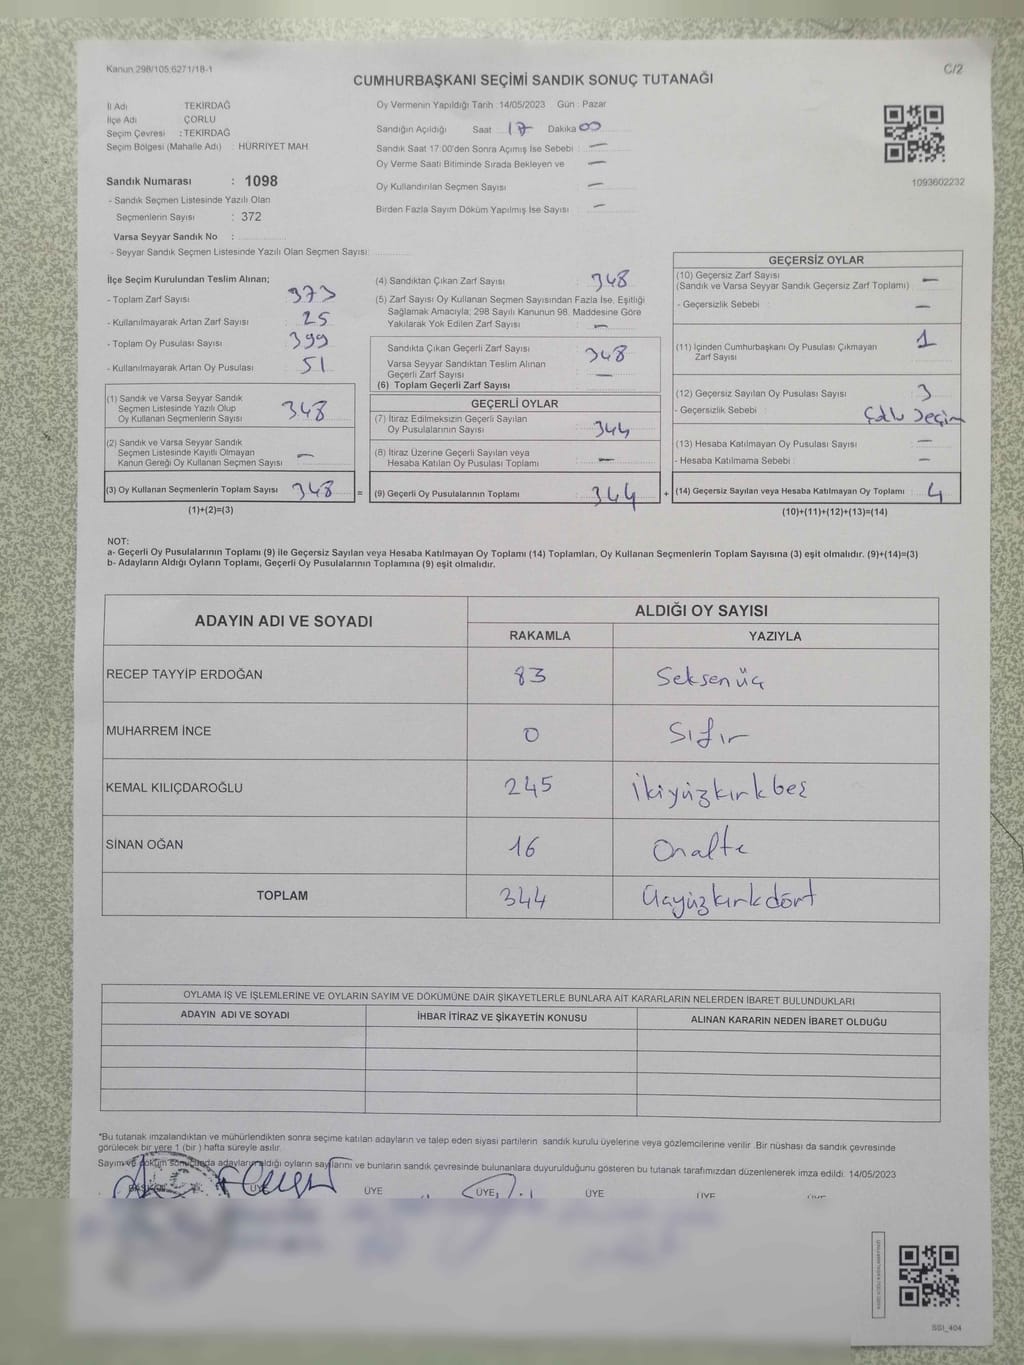 Kanun 298/105,6271/18-1
C/2
CUMHURBAŞKANI SEÇİMİ SANDIK SONUÇ TUTANAĞI
İl Adı TEKİRDAĞ
İlçe Adı ÇORLU
Seçim Çevresi : TEKİRDAĞ
Seçim Bölgesi (Mahalle Adı) : HÜRRİYET MAH
Sandık Numarası : 1098
- Sandık Seçmen Listesinde Yazılı Olan
Seçmenlerin Sayısı : 372
Varsa Seyyar Sandık No :
- Seyyar Sandık Seçmen Listesinde Yazılı Olan Seçmen Sayısı:
Oy Vermenin Yapıldığı Tarih :14/05/2023 Gün : Pazar
Sandığın Açıldığı Saat 17 Dakika 00
Sandık Saat 17:00'den Sonra Açımış İse Sebebi : —
Oy Verme Saati Bitiminde Sırada Bekleyen ve —
Oy Kullandırılan Seçmen Sayısı —
Birden Fazla Sayım Döküm Yapılmış İse Sayısı : —
1093602232
İlçe Seçim Kurulundan Teslim Alınan;
- Toplam Zarf Sayısı 373
- Kullanılmayarak Artan Zarf Sayısı : 25
- Toplam Oy Pusulası Sayısı : 399
- Kullanılmayarak Artan Oy Pusulası : 51
(1) Sandık ve Varsa Seyyar Sandık
Seçmen Listesinde Yazılı Olup
Oy Kullanan Seçmenlerin Sayısı 348
(2) Sandık ve Varsa Seyyar Sandık
Seçmen Listesinde Kayıtlı Olmayan
Kanun Gereği Oy Kullanan Seçmen Sayısı —
(3) Oy Kullanan Seçmenlerin Toplam Sayısı 348
(1)+(2)=(3)
(4) Sandıktan Çıkan Zarf Sayısı 348
(5) Zarf Sayısı Oy Kullanan Seçmen Sayısından Fazla İse, Eşitliği
Sağlamak Amacıyla; 298 Sayılı Kanunun 98. Maddesine Göre
Yakılarak Yok Edilen Zarf Sayısı : —
Sandıkta Çıkan Geçerli Zarf Sayısı 348
Varsa Seyyar Sandıktan Teslim Alınan
Geçerli Zarf Sayısı —
(6) Toplam Geçerli Zarf Sayısı
GEÇERLİ OYLAR
(7) İtiraz Edilmeksizin Geçerli Sayılan
Oy Pusulalarının Sayısı 344
(8) İtiraz Üzerine Geçerli Sayılan veya
Hesaba Katılan Oy Pusulası Toplamı —
= (9) Geçerli Oy Pusulalarının Toplamı 344
GEÇERSİZ OYLAR
(10) Geçersiz Zarf Sayısı
(Sandık ve Varsa Seyyar Sandık Geçersiz Zarf Toplamı) : —
- Geçersizlik Sebebi : —
(11) İçinden Cumhurbaşkanı Oy Pusulası Çıkmayan 1
Zarf Sayısı
(12) Geçersiz Sayılan Oy Pusulası Sayısı 3
- Geçersizlik Sebebi : Çoklu Seçim
(13) Hesaba Katılmayan Oy Pusulası Sayısı —
- Hesaba Katılmama Sebebi : —
+ (14) Geçersiz Sayılan veya Hesaba Katılmayan Oy Toplamı : 4
(10)+(11)+(12)+(13)=(14)
NOT:
a- Geçerli Oy Pusulalarının Toplamı (9) ile Geçersiz Sayılan veya Hesaba Katılmayan Oy Toplamı (14) Toplamları, Oy Kullanan Seçmenlerin Toplam Sayısına (3) eşit olmalıdır. (9)+(14)=(3)
b- Adayların Aldığı Oyların Toplamı, Geçerli Oy Pusulalarının Toplamına (9) eşit olmalıdır.
ADAYIN ADI VE SOYADI
ALDIĞI OY SAYISI
RAKAMLA YAZIYLA
RECEP TAYYİP ERDOĞAN 83 Seksenüç
MUHARREM İNCE 0 Sıfır
KEMAL KILIÇDAROĞLU 245 İkiyüzkırkbeş
SİNAN OĞAN 16 Onaltı
TOPLAM 344 Üçyüzkırkdört
OYLAMA İŞ VE İŞLEMLERİNE VE OYLARIN SAYIM VE DÖKÜMÜNE DAİR ŞİKAYETLERLE BUNLARA AİT KARARLARIN NELERDEN İBARET BULUNDUKLARI
ADAYIN ADI VE SOYADI İHBAR İTİRAZ VE ŞİKAYETİN KONUSU ALINAN KARARIN NEDEN İBARET OLDUĞU
*Bu tutanak imzalandıktan ve mühürlendikten sonra seçime katılan adayların ve talep eden siyasi partilerin sandık kurulu üyelerine veya gözlemcilerine verilir .Bir nüshası da sandık çevresinde
görülecek bir yere 1 (bir ) hafta süreyle asılır.
Sayım ve döküm sonucunda adayların aldığı oyların sayılarını ve bunların sandık çevresinde bulunanlara duyurulduğunu gösteren bu tutanak tarafımızdan düzenlenerek imza edildi. 14/05/2023
BAŞKAN ÜYE ÜYE ÜYE ÜYE ÜYE ÜYE
SSI_404